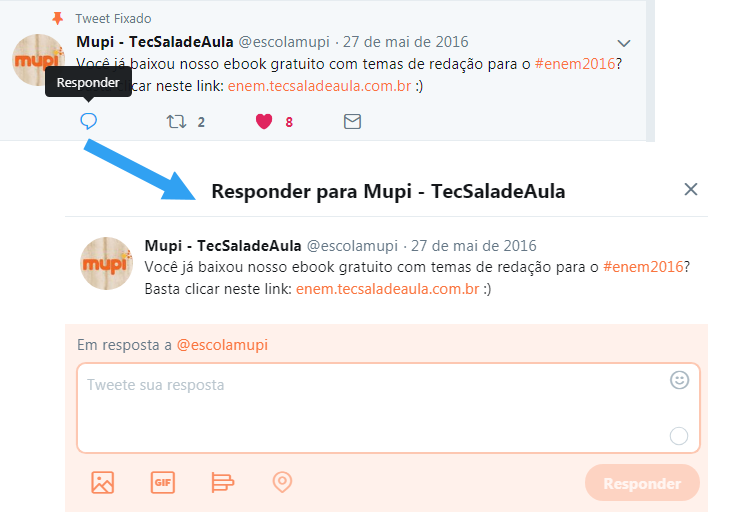 Tweet Fixado
Mupi - TecSaladeAula @escolamupi · 27 de mai de 2016
mupi
Você já baixou nosso ebook gratuito com temas de redação para o #enem2016?
Responder
clicar neste link: enem.tecsaladeaula.com.br :)
2 8
Responder para Mupi - TecSaladeAula
Mupi - TecSaladeAula @escolamupi · 27 de mai de 2016
mupi
Você já baixou nosso ebook gratuito com temas de redação para o #enem2016?
Basta clicar neste link: enem.tecsaladeaula.com.br :)
Em resposta a @escolamupi
Tweete sua resposta
GIF
Responder